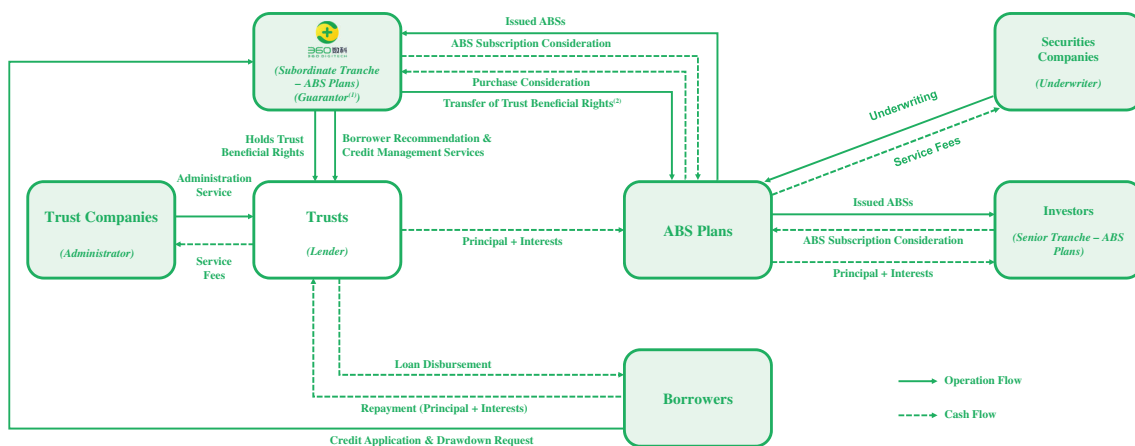 Issued ABSs
ABS Subscription Consideration
Purchase Consideration
Transfer of Trust Beneficial Rights(2)
360数科
360 DIGITECH
(Subordinate Tranche
– ABS Plans)
(Guarantor(1))
Securities
Companies
(Underwriter)
Underwriting
Service Fees
Holds Trust
Beneficial Rights
Borrower Recommendation &
Credit Management Services
Administration
Service
Trust Companies
(Administrator)
Service
Fees
Trusts
(Lender)
Principal + Interests
ABS Plans
Issued ABSs
ABS Subscription Consideration
Principal + Interests
Investors
(Senior Tranche – ABS
Plans)
Loan Disbursement
Repayment (Principal + Interests)
Borrowers
Credit Application & Drawdown Request
Operation Flow
Cash Flow